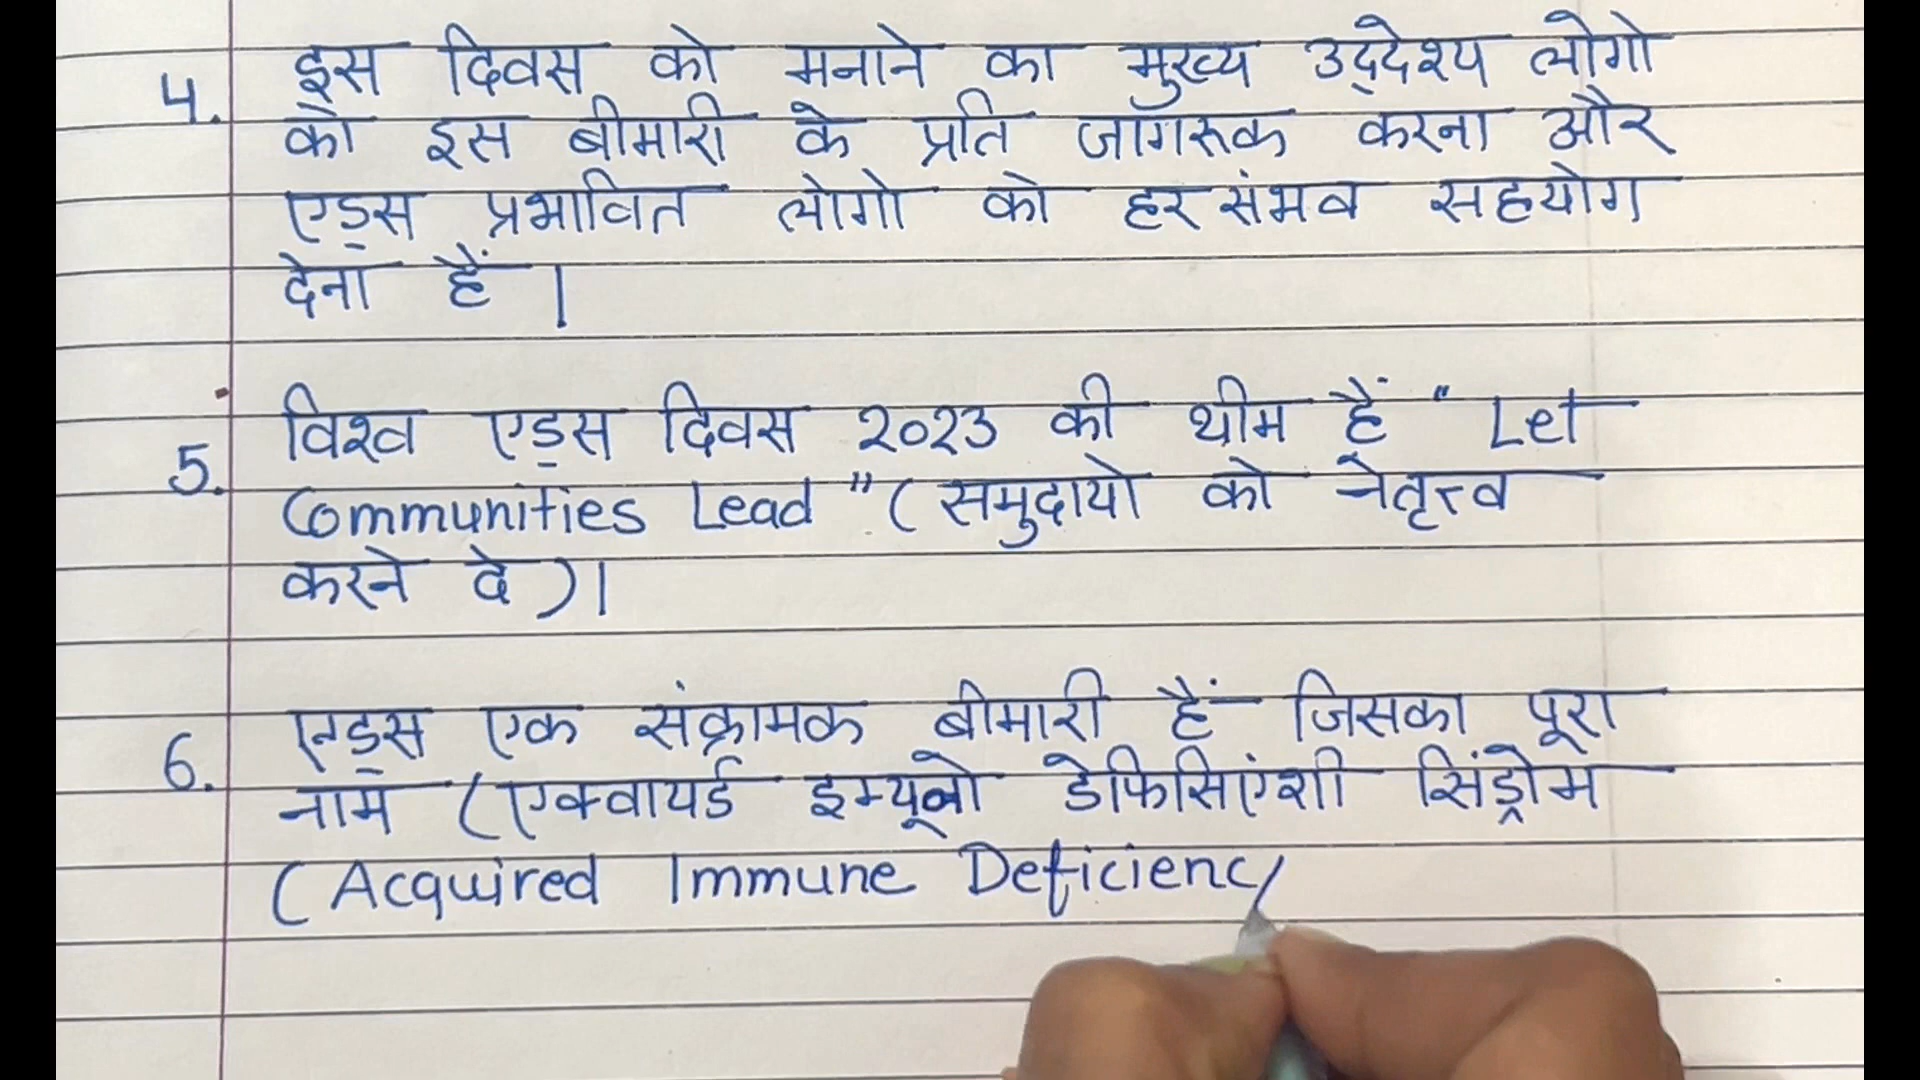 4. इस दिवस को मनाने का मुख्य उद्‌देश्य लोगो
को इस बीमारी के प्रति जागरूक करना और
एड्स प्रभावित लोगो को हर संभव सहयोग
देना हैं।
5. विश्व एड्स दिवस २०२३ की थीम हैं " Let
Communities Lead " ( समुदायो को नेतृत्व
करने दे )।
6. एड्स एक संक्रामक बीमारी हैं जिसका पूरा
नाम ( एक्वायर्ड इम्यूनो डेफिसिएंशी सिंड्रोम
( Acquired Immune Deficiency